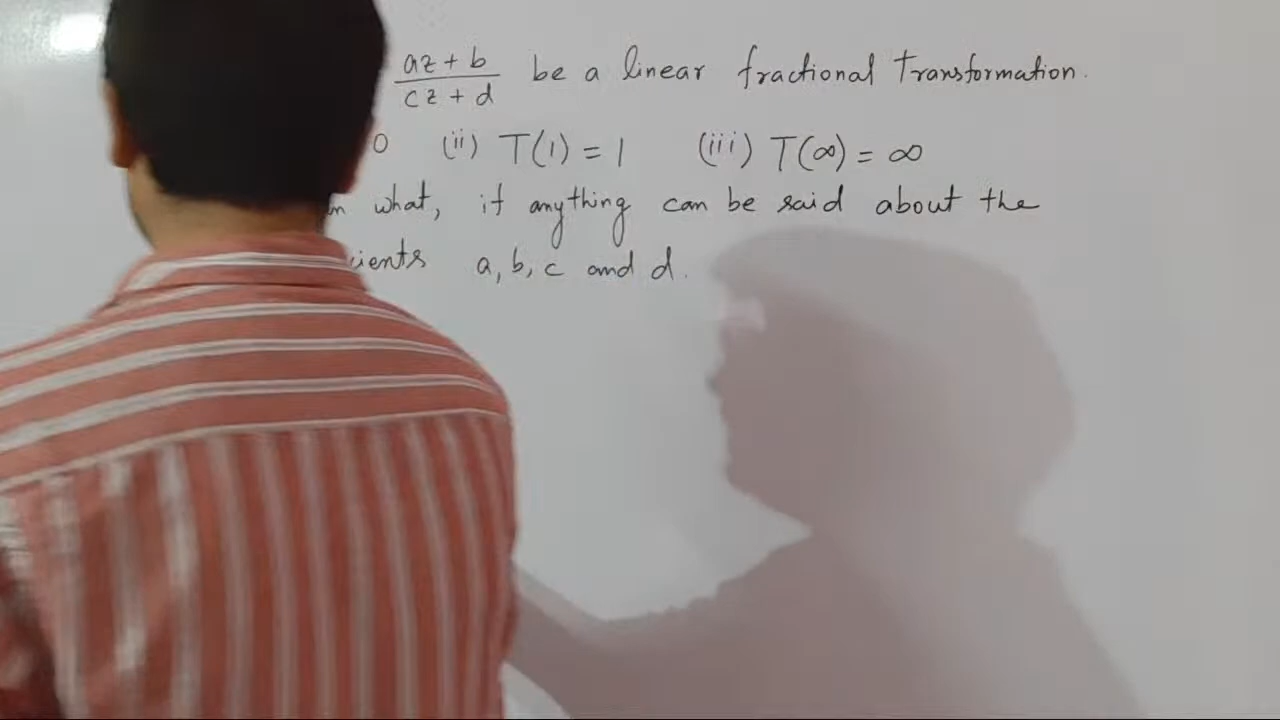 az + b / cz + d be a linear fractional Transformation.
0 (ii) T(1) = 1 (iii) T(∞) = ∞
what, if anything can be said about the
a, b, c and d.